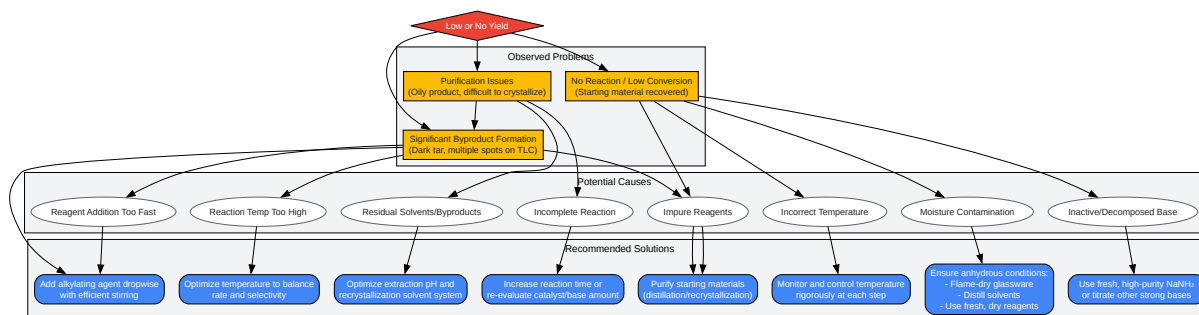 Low or No Yield
Observed Problems
Purification Issues
(Oily product, difficult to crystallize)
No Reaction / Low Conversion
(Starting material recovered)
Significant Byproduct Formation
(Dark tar, multiple spots on TLC)
Potential Causes
Reagent Addition Too Fast
Reaction Temp Too High
Residual Solvents/Byproducts
Incomplete Reaction
Impure Reagents
Incorrect Temperature
Moisture Contamination
Inactive/Decomposed Base
Recommended Solutions
Add alkylating agent dropwise
with efficient stirring
Optimize temperature to balance
rate and selectivity
Optimize extraction pH and
recrystallization solvent system
Increase reaction time or
re-evaluate catalyst/base amount
Purify starting materials
(distillation/recrystallization)
Monitor and control temperature
rigorously at each step
Ensure anhydrous conditions:
- Flame-dry glassware
- Distill solvents
- Use fresh, dry reagents
Use fresh, high-purity NaNH₂
or titrate other strong bases